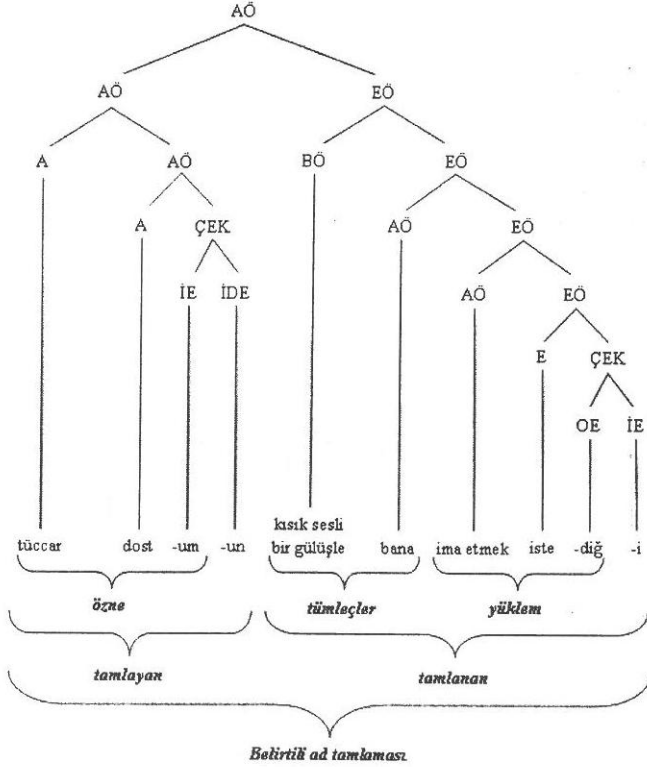 AÖ
AÖ EÖ
A AÖ BÖ EÖ
A ÇEK AÖ EÖ
İE İDE AÖ EÖ
E ÇEK
OE İE
kısık sesli
tüccar dost -um -un bir gülüşle bana ima etmek iste -diğ -i
özne tümleçler yüklem
tamlayan tamlanan
Belirtili ad tamlaması